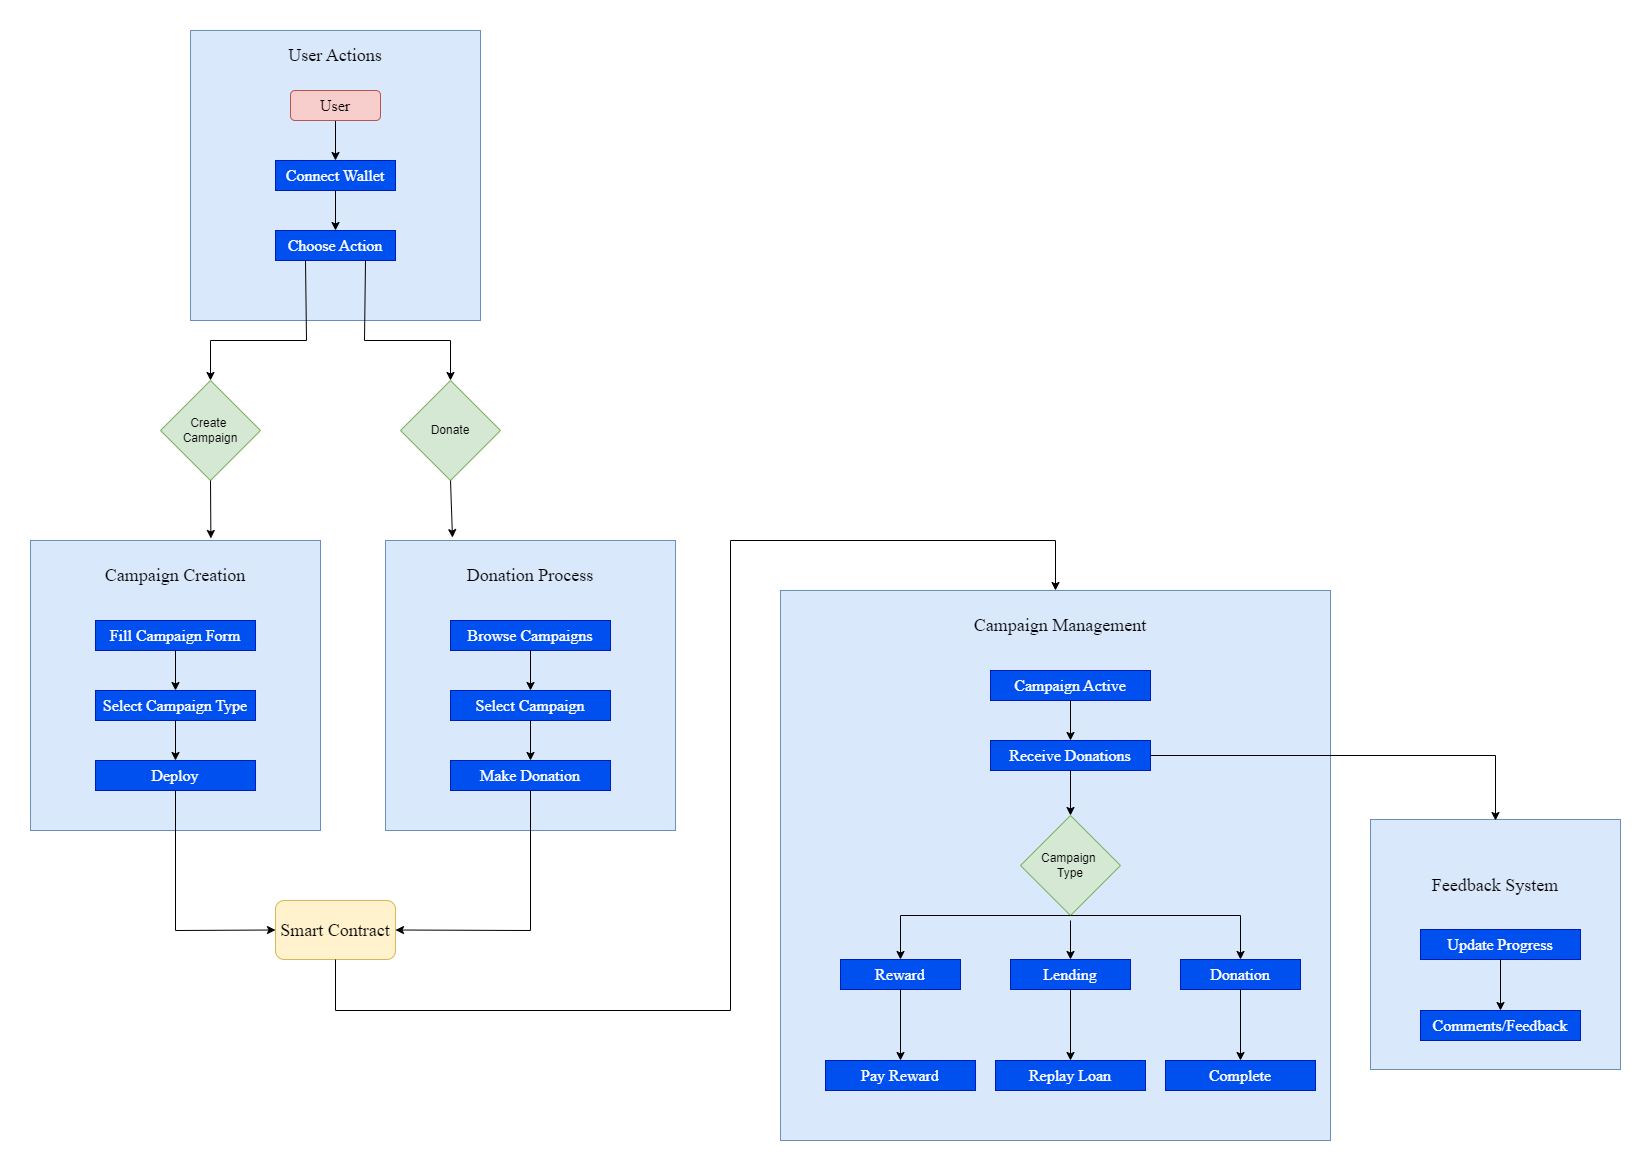 User Actions
User
Connect Wallet
Choose Action
Create
Campaign
Donate
Campaign Creation
Fill Campaign Form
Select Campaign Type
Deploy
Donation Process
Browse Campaigns
Select Campaign
Make Donation
Smart Contract
Campaign Management
Campaign Active
Receive Donations
Campaign
Type
Reward
Lending
Donation
Pay Reward
Replay Loan
Complete
Feedback System
Update Progress
Comments/Feedback